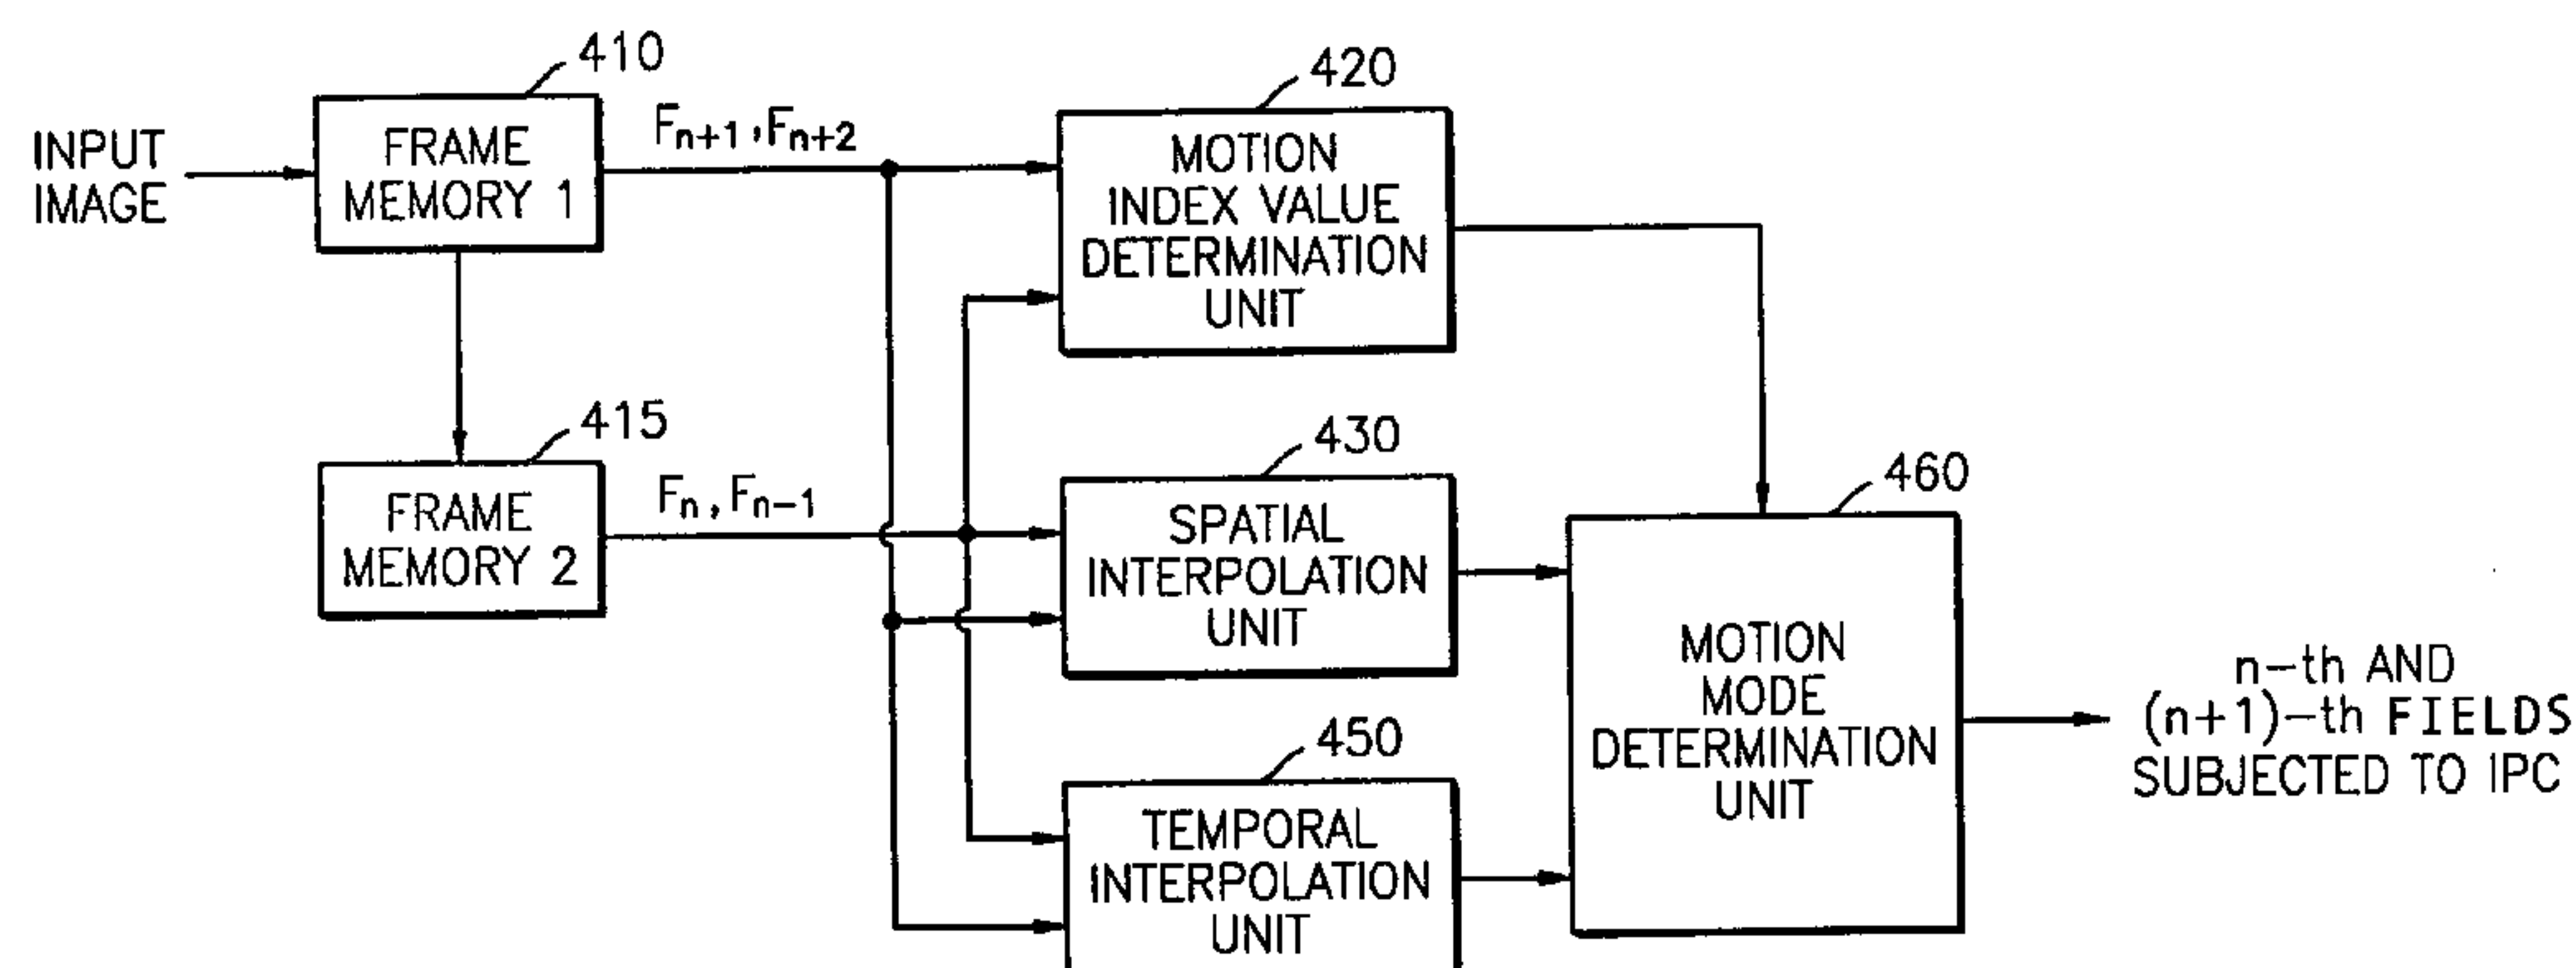 410
INPUT
IMAGE
FRAME
MEMORY 1
Fn+1, Fn+2
420
MOTION
INDEX VALUE
DETERMINATION
UNIT
415
FRAME
MEMORY 2
Fn, Fn-1
430
SPATIAL
INTERPOLATION
UNIT
450
TEMPORAL
INTERPOLATION
UNIT
460
MOTION
MODE
DETERMINATION
UNIT
n-th AND
(n+1)-th FIELDS
SUBJECTED TO IPC